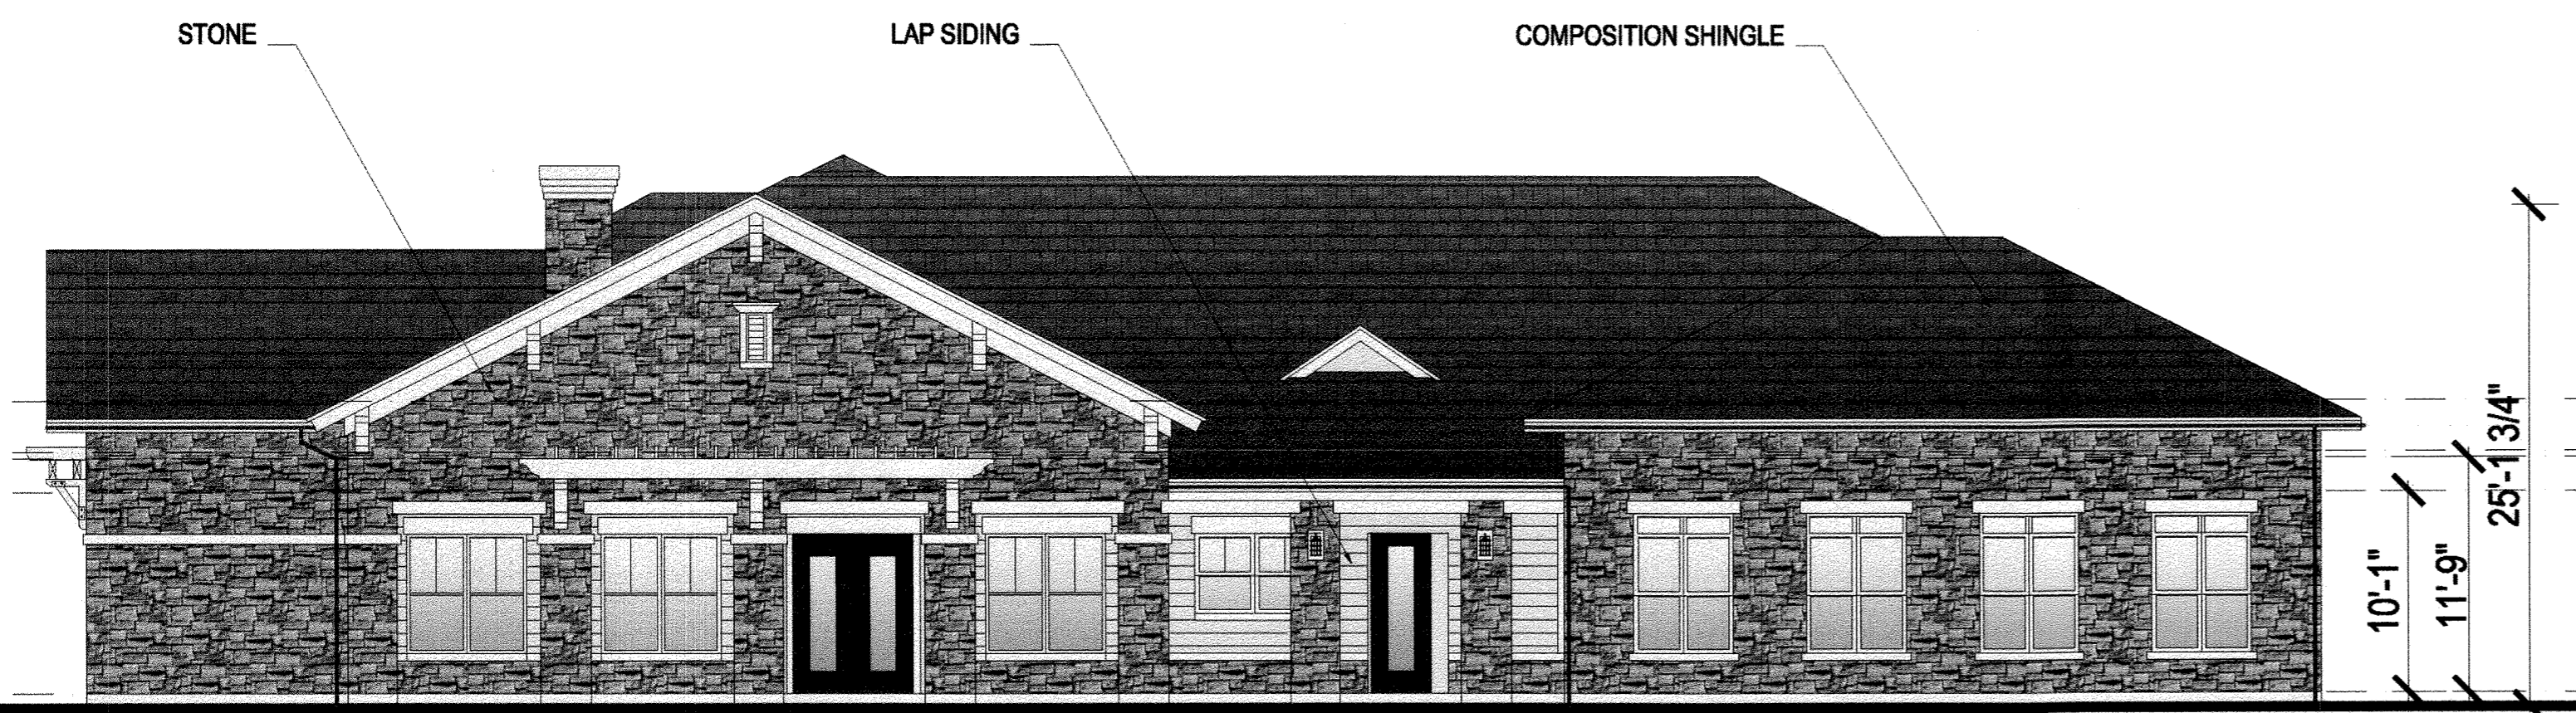 STONE
LAP SIDING
COMPOSITION SHINGLE
10'-1"
11'-9"
25'-1 3/4"